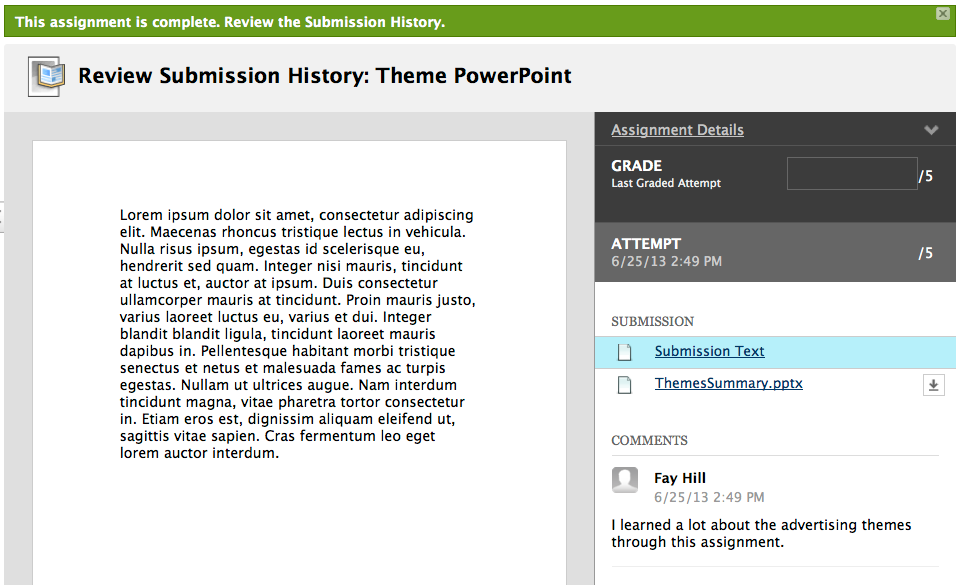 This assignment is complete. Review the Submission History.
Review Submission History: Theme PowerPoint
Lorem ipsum dolor sit amet, consectetur adipiscing
elit. Maecenas rhoncus tristique lectus in vehicula.
Nulla risus ipsum, egestas id scelerisque eu,
hendrerit sed quam. Integer nisi mauris, tincidunt
at luctus et, auctor at ipsum. Duis consectetur
ullamcorper mauris at tincidunt. Proin mauris justo,
varius laoreet luctus eu, varius et dui. Integer
blandit blandit ligula, tincidunt laoreet mauris
dapibus in. Pellentesque habitant morbi tristique
senectus et netus et malesuada fames ac turpis
egestas. Nullam ut ultrices augue. Nam interdum
tincidunt magna, vitae pharetra tortor consectetur
in. Etiam eros est, dignissim aliquam eleifend ut,
sagittis vitae sapien. Cras fermentum leo eget
lorem auctor interdum.
Assignment Details
GRADE
Last Graded Attempt
/5
ATTEMPT
6/25/13 2:49 PM
/5
SUBMISSION
Submission Text
ThemesSummary.pptx
COMMENTS
Fay Hill
6/25/13 2:49 PM
I learned a lot about the advertising themes
through this assignment.